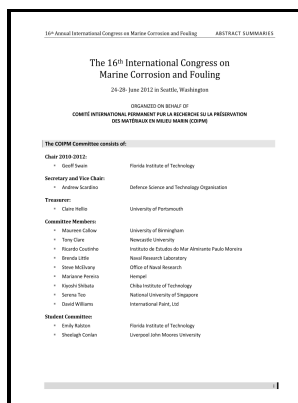 16th Annual International Congress on Marine Corrosion and Fouling ABSTRACT SUMMARIES
The 16th International Congress on
Marine Corrosion and Fouling
24-28- June 2012 in Seattle, Washington
ORGANIZED ON BEHALF OF
COMITÉ INTERNATIONAL PERMANENT PUR LA RECHERCHE SU LA PRÉSERVATION
DES MATÉRIAUX EN MILIEU MARIN (COIPM)
The COIPM Committee consists of:
Chair 2010-2012:
Geoff Swain Florida Institute of Technology
Secretary and Vice Chair:
Andrew Scardino Defence Science and Technology Organisation
Treasurer:
Claire Hellio University of Portsmouth
Committee Members:
Maureen Callow University of Birmingham
Tony Clare Newcastle University
Ricardo Coutinho Instituto de Estudos do Mar Almirante Paulo Moreira
Brenda Little Naval Research Laboratory
Steve McElvany Office of Naval Research
Marianne Pereira Hempel
Kiyoshi Shibata Chiba Institute of Technology
Serena Teo National University of Singapore
David Williams International Paint, Ltd
Student Committee:
Emily Ralston Florida Institute of Technology
Sheelagh Conlan Liverpool John Moores University